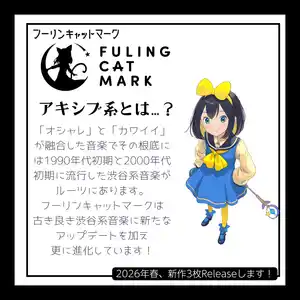 フーリンキャットマーク
FULING
CAT
MARK
アキシブ系とは...？
「オシャレ」と「カワイイ」
が融合した音楽でその根底に
は1990年代初期と2000年代
初期に流行した渋谷系音楽が
ルーツにあります。
フーリンキャットマークは
古き良き渋谷系音楽に新たな
アップデートを加え
更に進化しています！
2026年春、新作3枚Releaseします！